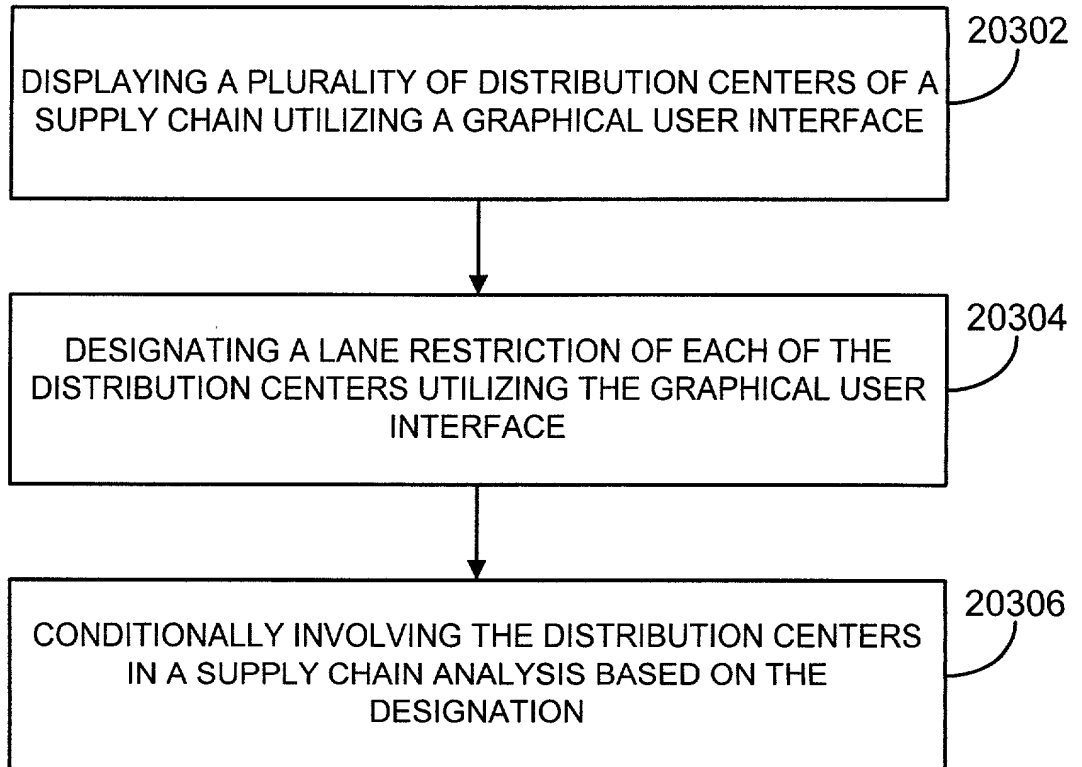 20302
DISPLAYING A PLURALITY OF DISTRIBUTION CENTERS OF A
SUPPLY CHAIN UTILIZING A GRAPHICAL USER INTERFACE
20304
DESIGNATING A LANE RESTRICTION OF EACH OF THE
DISTRIBUTION CENTERS UTILIZING THE GRAPHICAL USER
INTERFACE
20306
CONDITIONALLY INVOLVING THE DISTRIBUTION CENTERS
IN A SUPPLY CHAIN ANALYSIS BASED ON THE
DESIGNATION